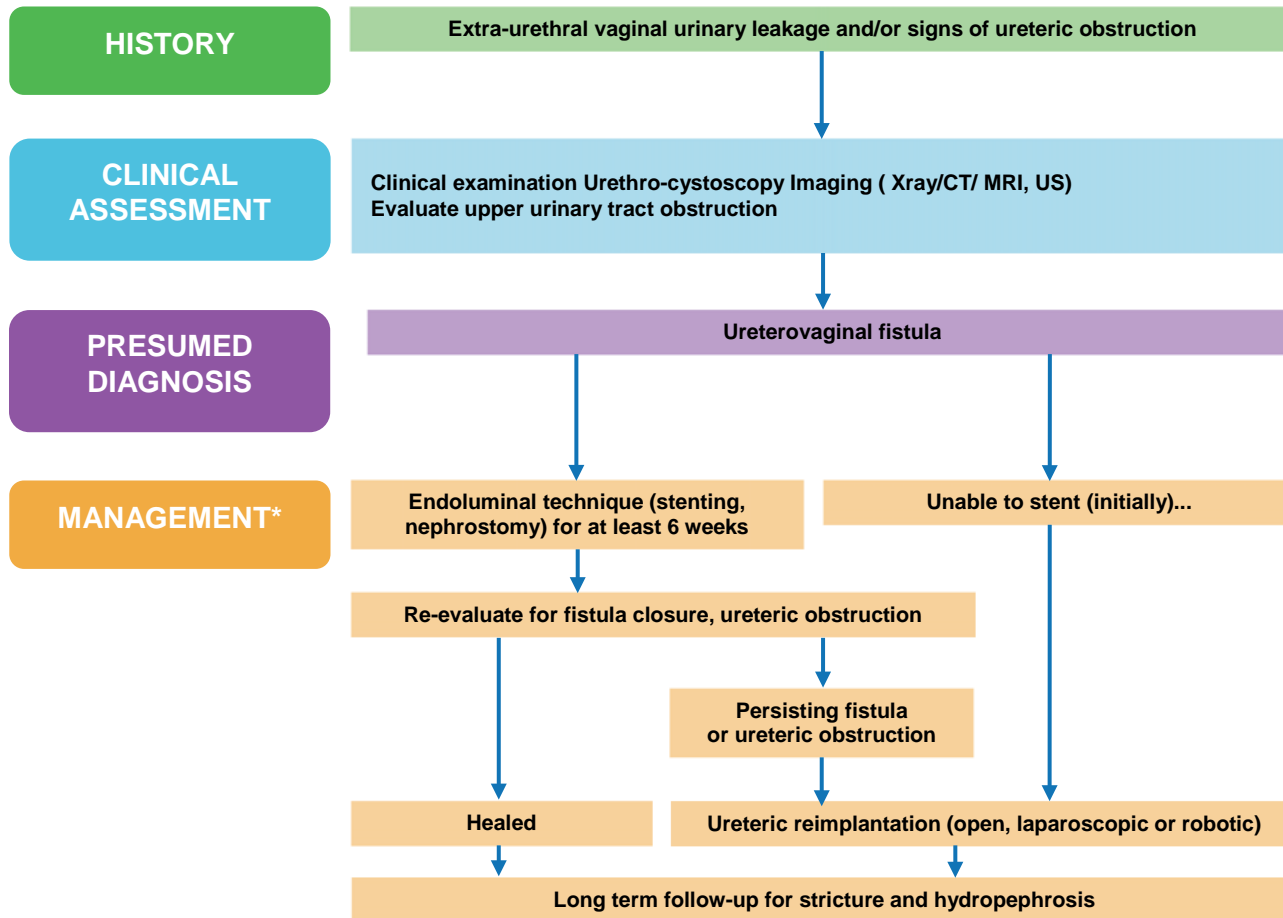 HISTORY
Extra-urethral vaginal urinary leakage and/or signs of ureteric obstruction
CLINICAL
ASSESSMENT
Clinical examination Urethro-cystoscopy Imaging ( Xray/CT/ MRI, US)
Evaluate upper urinary tract obstruction
PRESUMED
DIAGNOSIS
Ureterovaginal fistula
MANAGEMENT*
Endoluminal technique (stenting,
nephrostomy) for at least 6 weeks
Unable to stent (initially)...
Re-evaluate for fistula closure, ureteric obstruction
Persisting fistula
or ureteric obstruction
Healed
Ureteric reimplantation (open, laparoscopic or robotic)
Long term follow-up for stricture and hydropephrosis